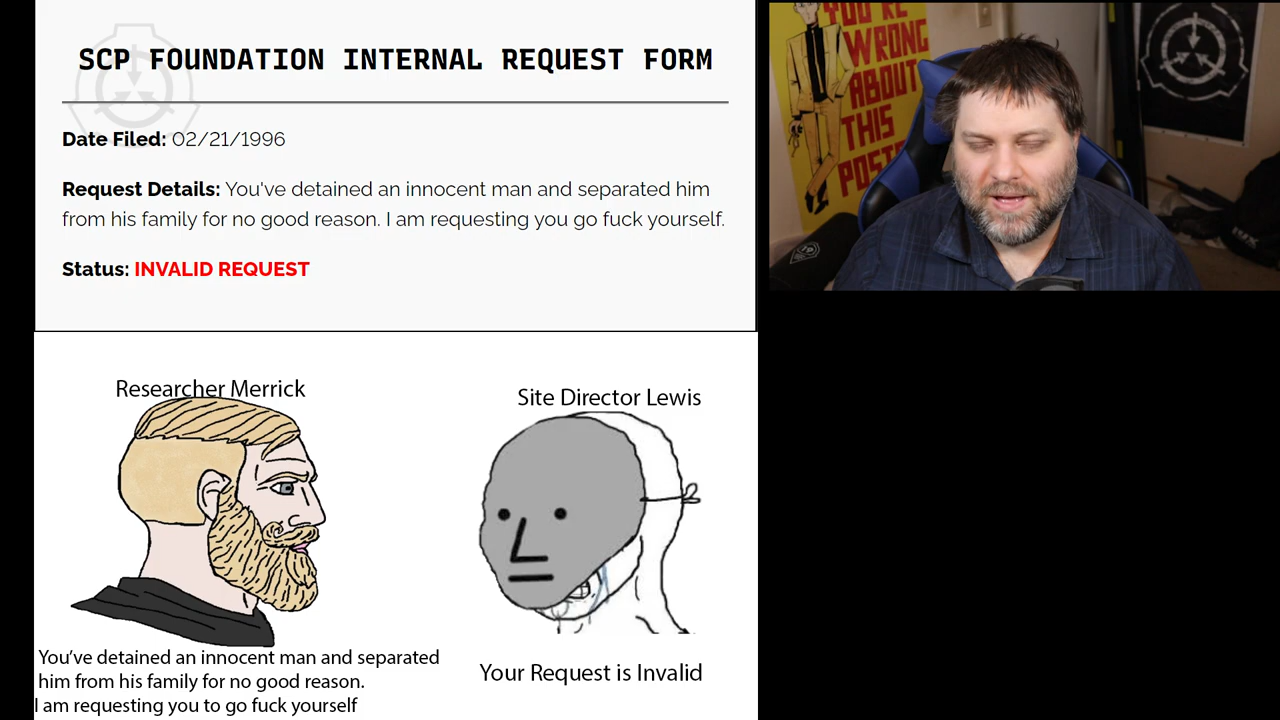 SCP FOUNDATION INTERNAL REQUEST FORM
Date Filed: 02/21/1996
Request Details: You've detained an innocent man and separated him
from his family for no good reason. I am requesting you go fuck yourself.
Status: INVALID REQUEST
Researcher Merrick
Site Director Lewis
You've detained an innocent man and separated
him from his family for no good reason.
I am requesting you to go fuck yourself
Your Request is Invalid
YOU'RE
WRONG
ABOUT
THIS